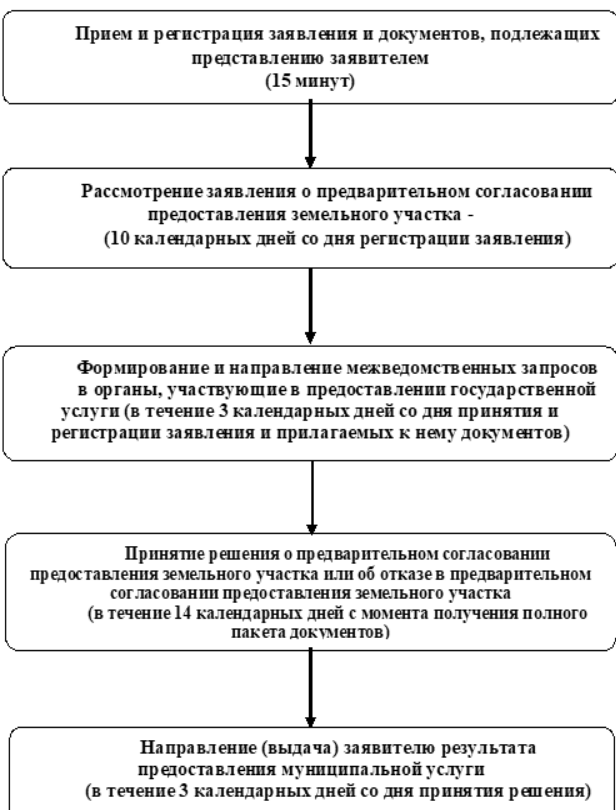 Прием и регистрация заявления и документов, подлежащих
представлению заявителем
(15 минут)
Рассмотрение заявления о предварительном согласовании
предоставления земельного участка -
(10 календарных дней со дня регистрации заявления)
Формирование и направление межведомственных запросов
в органы, участвующие в предоставлении государственной
услуги (в течение 3 календарных дней со дня принятия и
регистрации заявления и прилагаемых к нему документов)
Принятие решения о предварительном согласовании
предоставления земельного участка или об отказе в предварительном
согласовании предоставления земельного участка
(в течение 14 календарных дней с момента получения полного
пакета документов)
Направление (выдача) заявителю результата
предоставления муниципальной услуги
(в течение 3 календарных дней со дня принятия решения)